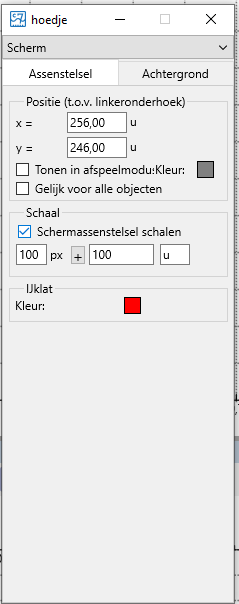 hoedje
Scherm
Assenstelsel Achtergrond
Positie (t.o.v. linkeronderhoek)
x = 256,00 u
y = 246,00 u
Tonen in afspeelmodu:Kleur:
Gelijk voor alle objecten
Schaal
Schermassenstelsel schalen
100 px + 100 u
IJklat
Kleur: